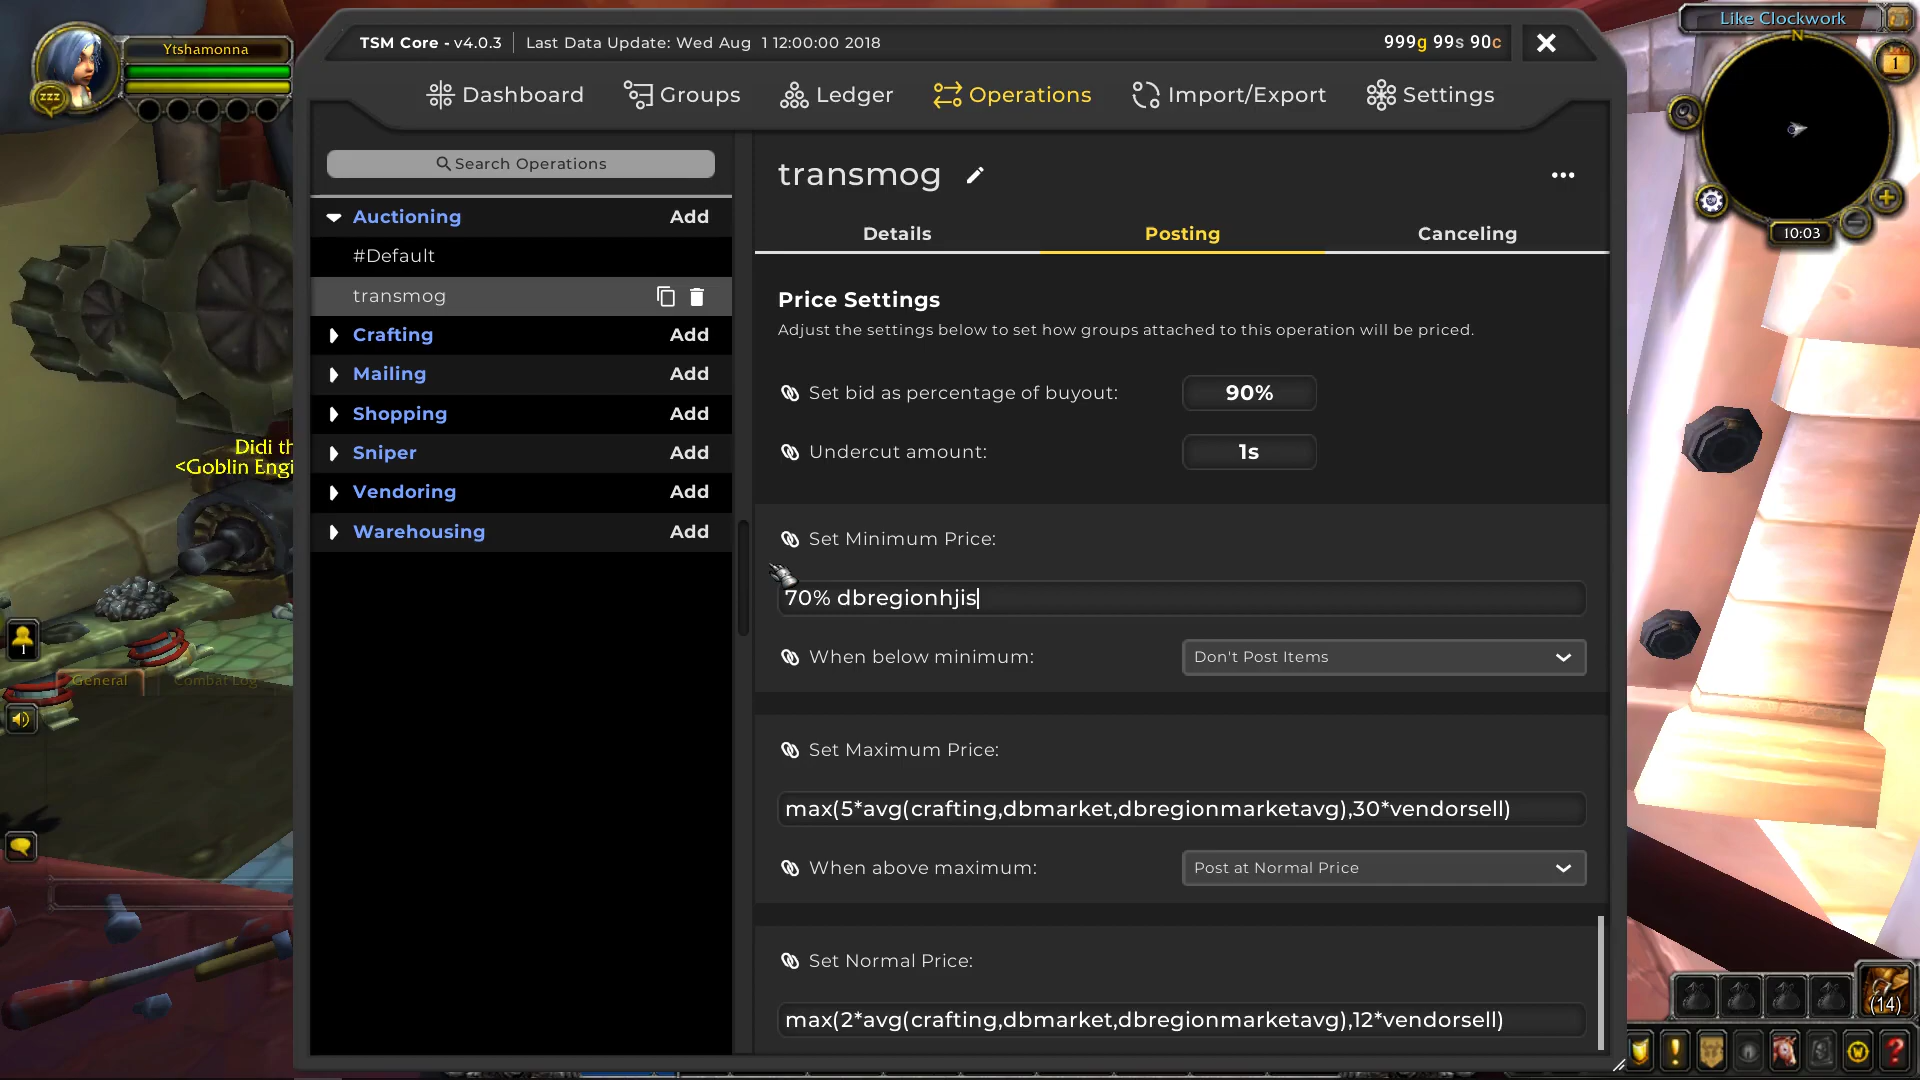 Ytshamonna
zzz
TSM Core - v4.0.3
Last Data Update: Wed Aug 1 12:00:00 2018
999g 99s 90c
Like Clockwork
N
1
10:03
Dashboard
Groups
Ledger
Operations
Import/Export
Settings
Search Operations
Auctioning Add
#Default
transmog
Crafting Add
Mailing Add
Shopping Add
Sniper Add
Vendoring Add
Warehousing Add
Didi th
<Goblin Engi
1
General
Combat Log
transmog
Details
Posting
Canceling
Price Settings
Adjust the settings below to set how groups attached to this operation will be priced.
Set bid as percentage of buyout: 90%
Undercut amount: 1s
Set Minimum Price:
70% dbregionhjis
When below minimum: Don't Post Items
Set Maximum Price:
max(5*avg(crafting,dbmarket,dbregionmarketavg),30*vendorsell)
When above maximum: Post at Normal Price
Set Normal Price:
max(2*avg(crafting,dbmarket,dbregionmarketavg),12*vendorsell)
(14)